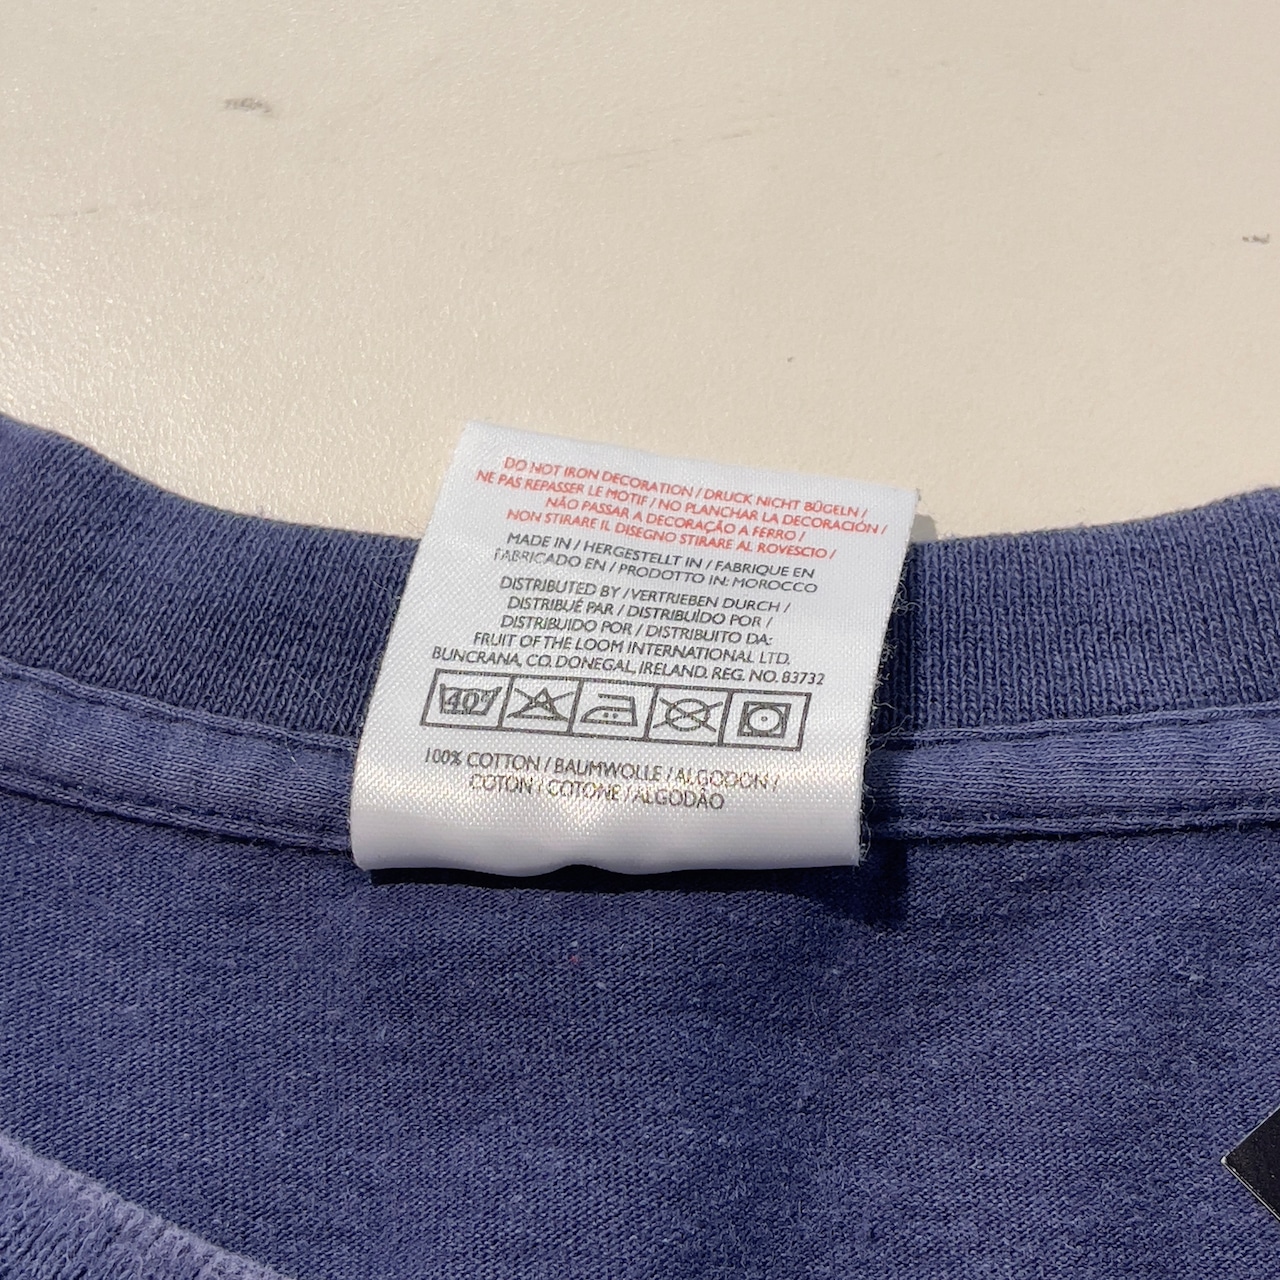 DO NOT IRON DECORATION / DRUCK NICHT BÜGELN /
NE PAS REPASSER LE MOTIF / NO PLANCHAR LA DECORACIÓN /
NÃO PASSAR A DECORAÇÃO A FERRO /
NON STIRARE IL DISEGNO STIRARE AL ROVESCIO /
MADE IN / HERGESTELLT IN / FABRIQUE EN
FABRICADO EN / PRODOTTO IN: MOROCCO
DISTRIBUTED BY / VERTRIEBEN DURCH /
DISTRIBUÉ PAR / DISTRIBUÍDO POR /
DISTRIBUIDO POR / DISTRIBUITO DA:
FRUIT OF THE LOOM INTERNATIONAL LTD.
BUNCRANA, CO. DONEGAL, IRELAND. REG. NO. 83732
40°
100% COTTON / BAUMWOLLE / ALGODON /
COTON / COTONE / ALGODÃO